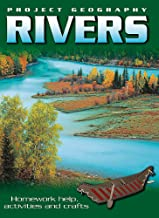 PROJECT GEOGRAPHY
RIVERS
Homework help,
activities and crafts